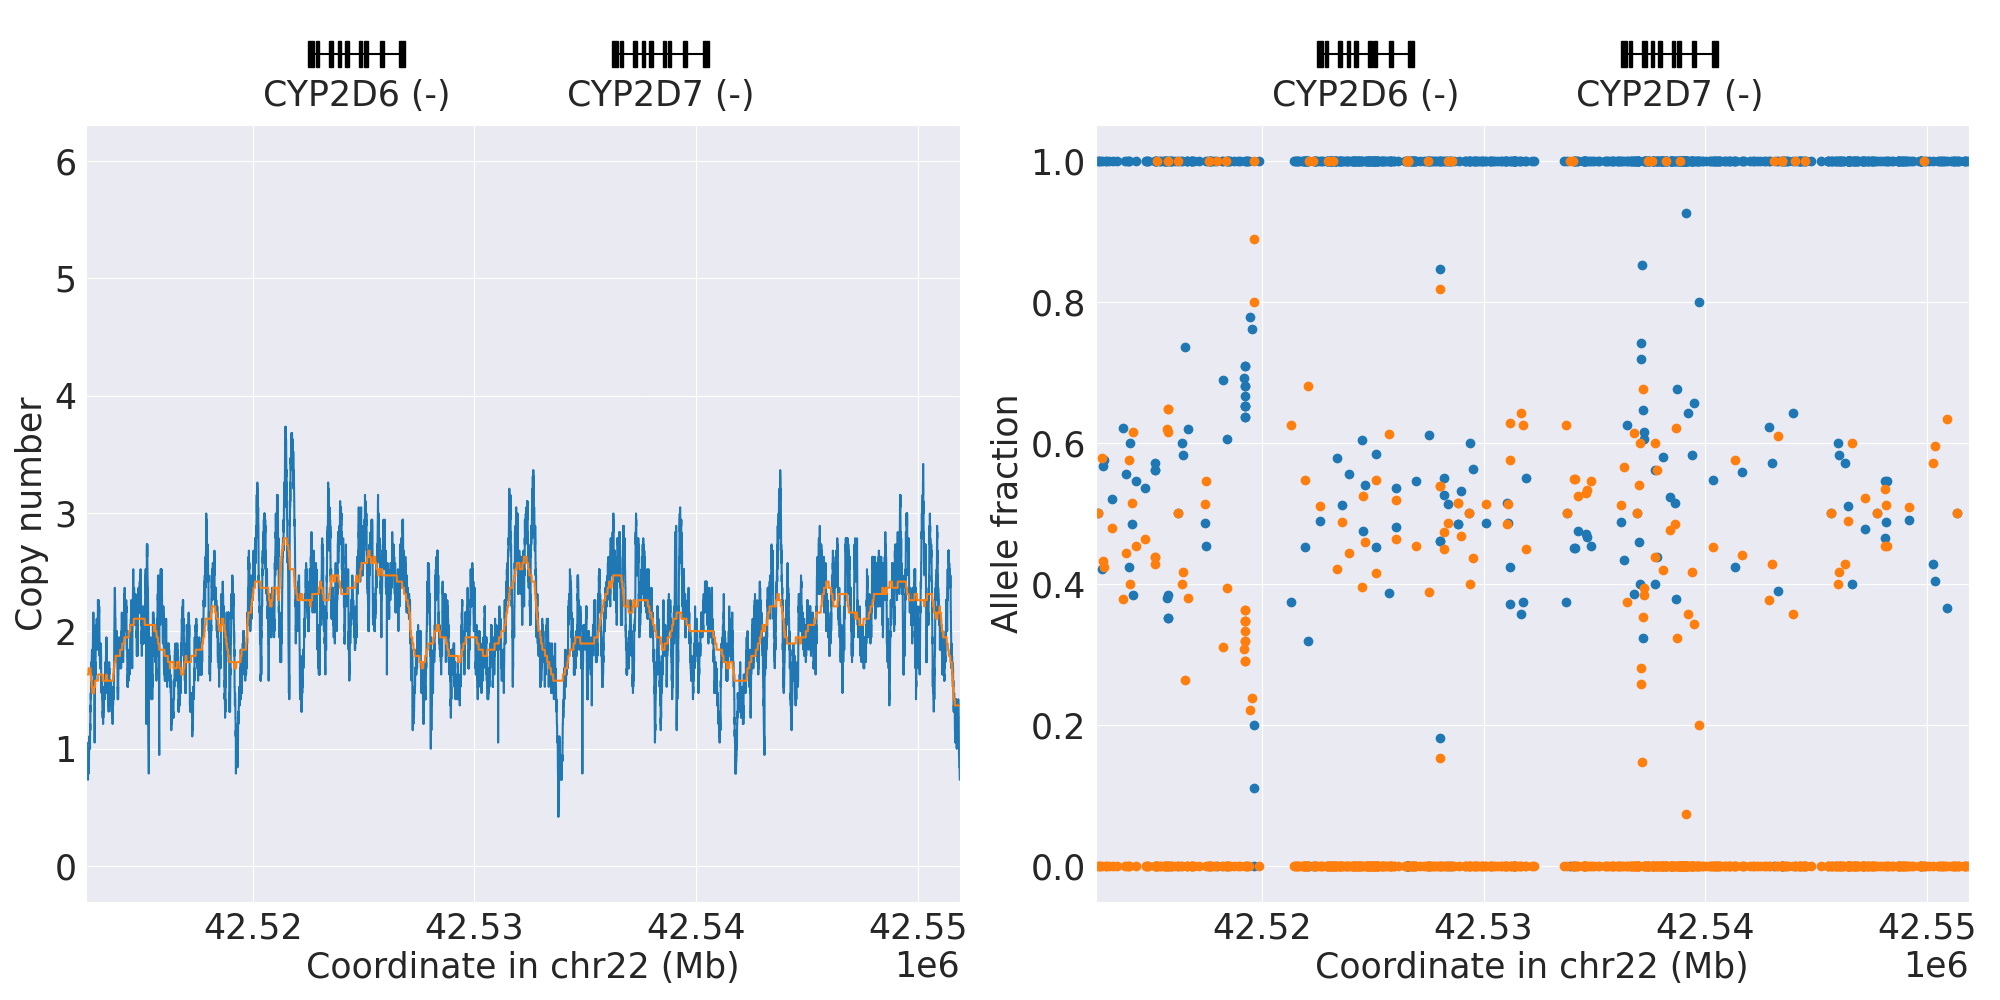 CYP2D6 (-) CYP2D7 (-)
6
5
4
3
2
1
0
Copy number
42.52 42.53 42.54 42.55
Coordinate in chr22 (Mb)
1e6
CYP2D6 (-) CYP2D7 (-)
1.0
0.8
0.6
0.4
0.2
0.0
Allele fraction
42.52 42.53 42.54 42.55
Coordinate in chr22 (Mb)
1e6